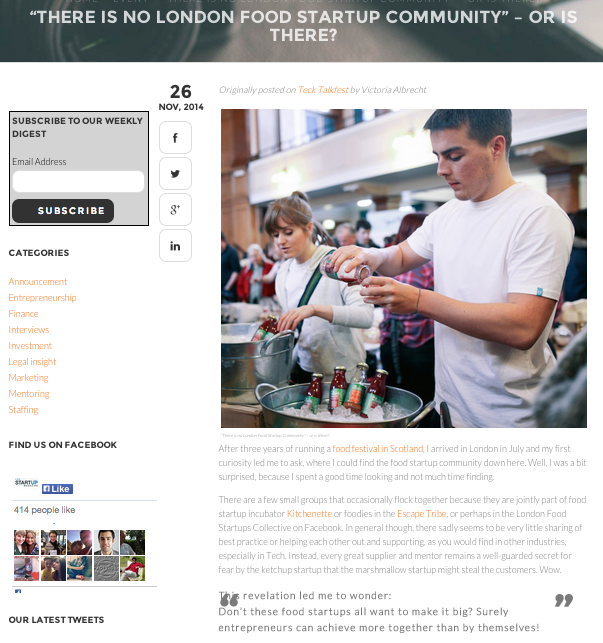 “THERE IS NO LONDON FOOD STARTUP COMMUNITY” – OR IS
THERE?
26
NOV, 2014
Originally posted on Teck Talkfest by Victoria Albrecht
SUBSCRIBE TO OUR WEEKLY
DIGEST
Email Address
SUBSCRIBE
f
g+
in
CATEGORIES
Announcement
Entrepreneurship
Finance
Interviews
Investment
Legal insight
Marketing
Mentoring
Staffing
FIND US ON FACEBOOK
STARTUP
f Like
414 people like
OUR LATEST TWEETS
"There is no London Food Startup Community" - or is there?
After three years of running a food festival in Scotland, I arrived in London in July and my first
curiosity led me to ask, where I could find the food startup community down here. Well, I was a bit
surprised, because I spent a good time looking and not much time finding.
There are a few small groups that occasionally flock together because they are jointly part of food
startup incubator Kitchenette or foodies in the Escape Tribe, or perhaps in the London Food
Startups Collective on Facebook. In general though, there sadly seems to be very little sharing of
best practice or helping each other out and supporting, as you would find in other industries,
especially in Tech. Instead, every great supplier and mentor remains a well-guarded secret for
fear by the ketchup startup that the marshmallow startup might steal the customers. Wow.
This revelation led me to wonder:
Don’t these food startups all want to make it big? Surely
entrepreneurs can achieve more together than by themselves!